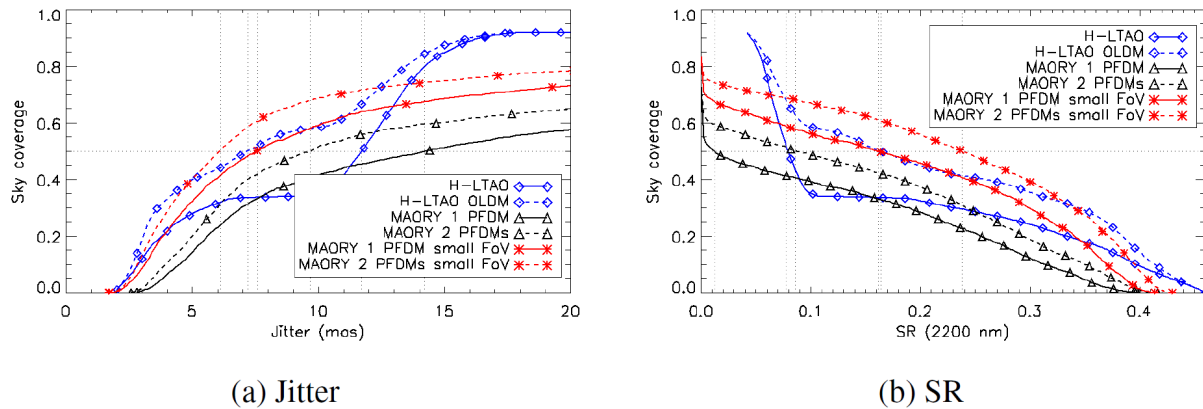 Sky coverage
1.0
0.8
0.6
0.4
0.2
0.0
0
5
10
15
20
Jitter (mas)
H-LTAO
H-LTAO OLDM
MAORY 1 PFDM
MAORY 2 PFDMs
MAORY 1 PFDM small FoV
MAORY 2 PFDMs small FoV
(a) Jitter
Sky coverage
1.0
0.8
0.6
0.4
0.2
0.0
0.0
0.1
0.2
0.3
0.4
SR (2200 nm)
H-LTAO
H-LTAO OLDM
MAORY 1 PFDM
MAORY 2 PFDMs
MAORY 1 PFDM small FoV
MAORY 2 PFDMs small FoV
(b) SR